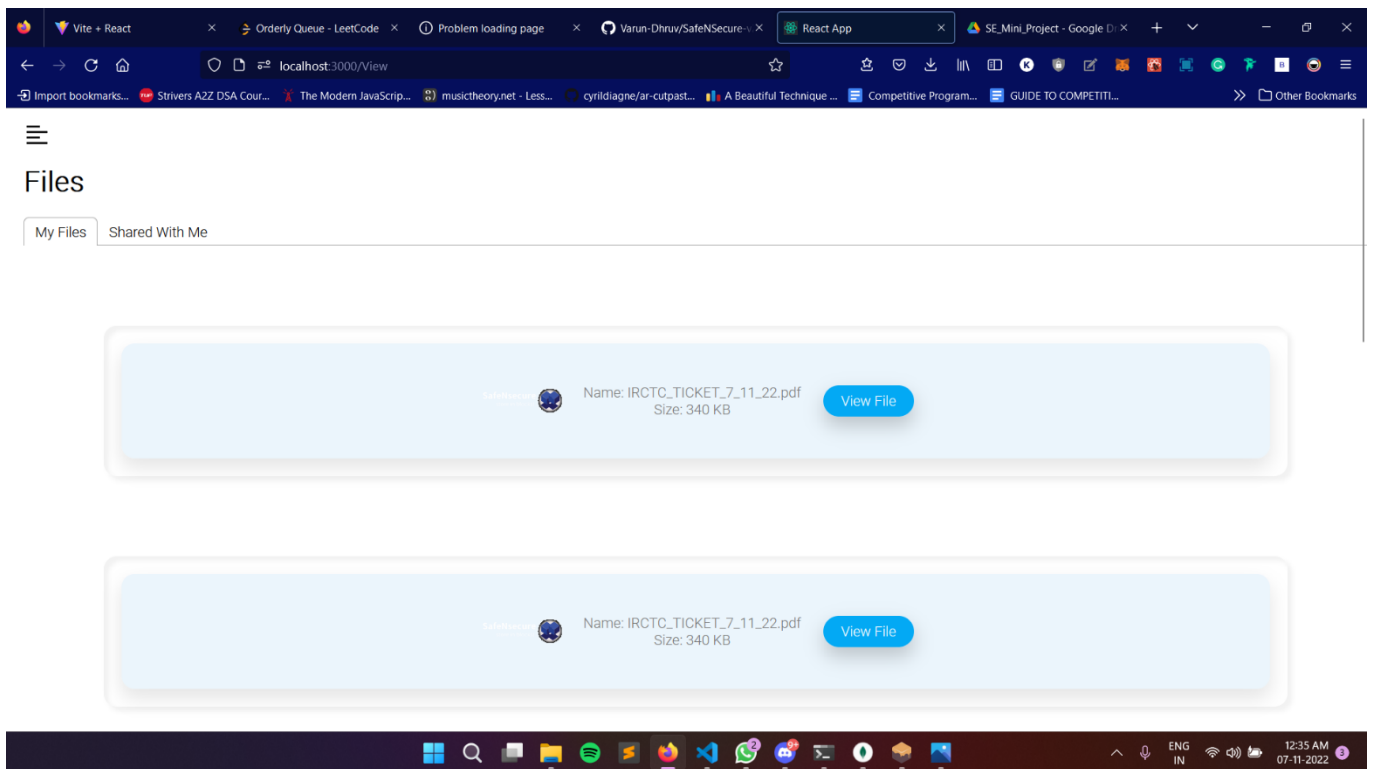 Vite + React
Orderly Queue - LeetCode
Problem loading page
Varun-Dhruv/SafeNSecure-v
React App
SE_Mini_Project - Google Dr
localhost:3000/View
Import bookmarks...
Strivers A2Z DSA Cour...
The Modern JavaScrip...
musictheory.net - Less...
cyrildiagne/ar-cutpast...
A Beautiful Technique ...
Competitive Program...
GUIDE TO COMPETITI...
Other Bookmarks
Files
My Files
Shared With Me
Name: IRCTC_TICKET_7_11_22.pdf
Size: 340 KB
View File
Name: IRCTC_TICKET_7_11_22.pdf
Size: 340 KB
View File
ENG
IN
12:35 AM
07-11-2022
3